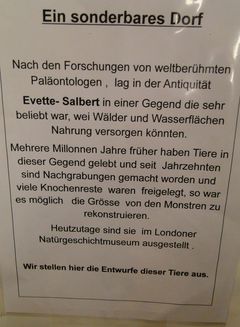 Ein sonderbares Dorf
Nach den Forschungen von weltberühmten
Paläontologen , lag in der Antiquität
Evette- Salbert in einer Gegend die sehr
beliebt war, wei Wälder und Wasserflächen
Nahrung versorgen könnten.
Mehrere Millonnen Jahre früher haben Tiere in
dieser Gegend gelebt und seit Jahrzehnten
sind Nachgrabungen gemacht worden und
viele Knochenreste waren freigelegt, so war
es möglich die Grösse von den Monstren zu
rekonstruieren.
Heutzutage sind sie im Londoner
Natürgeschichtmuseum ausgestellt .
Wir stellen hier die Entwurfe dieser Tiere aus.